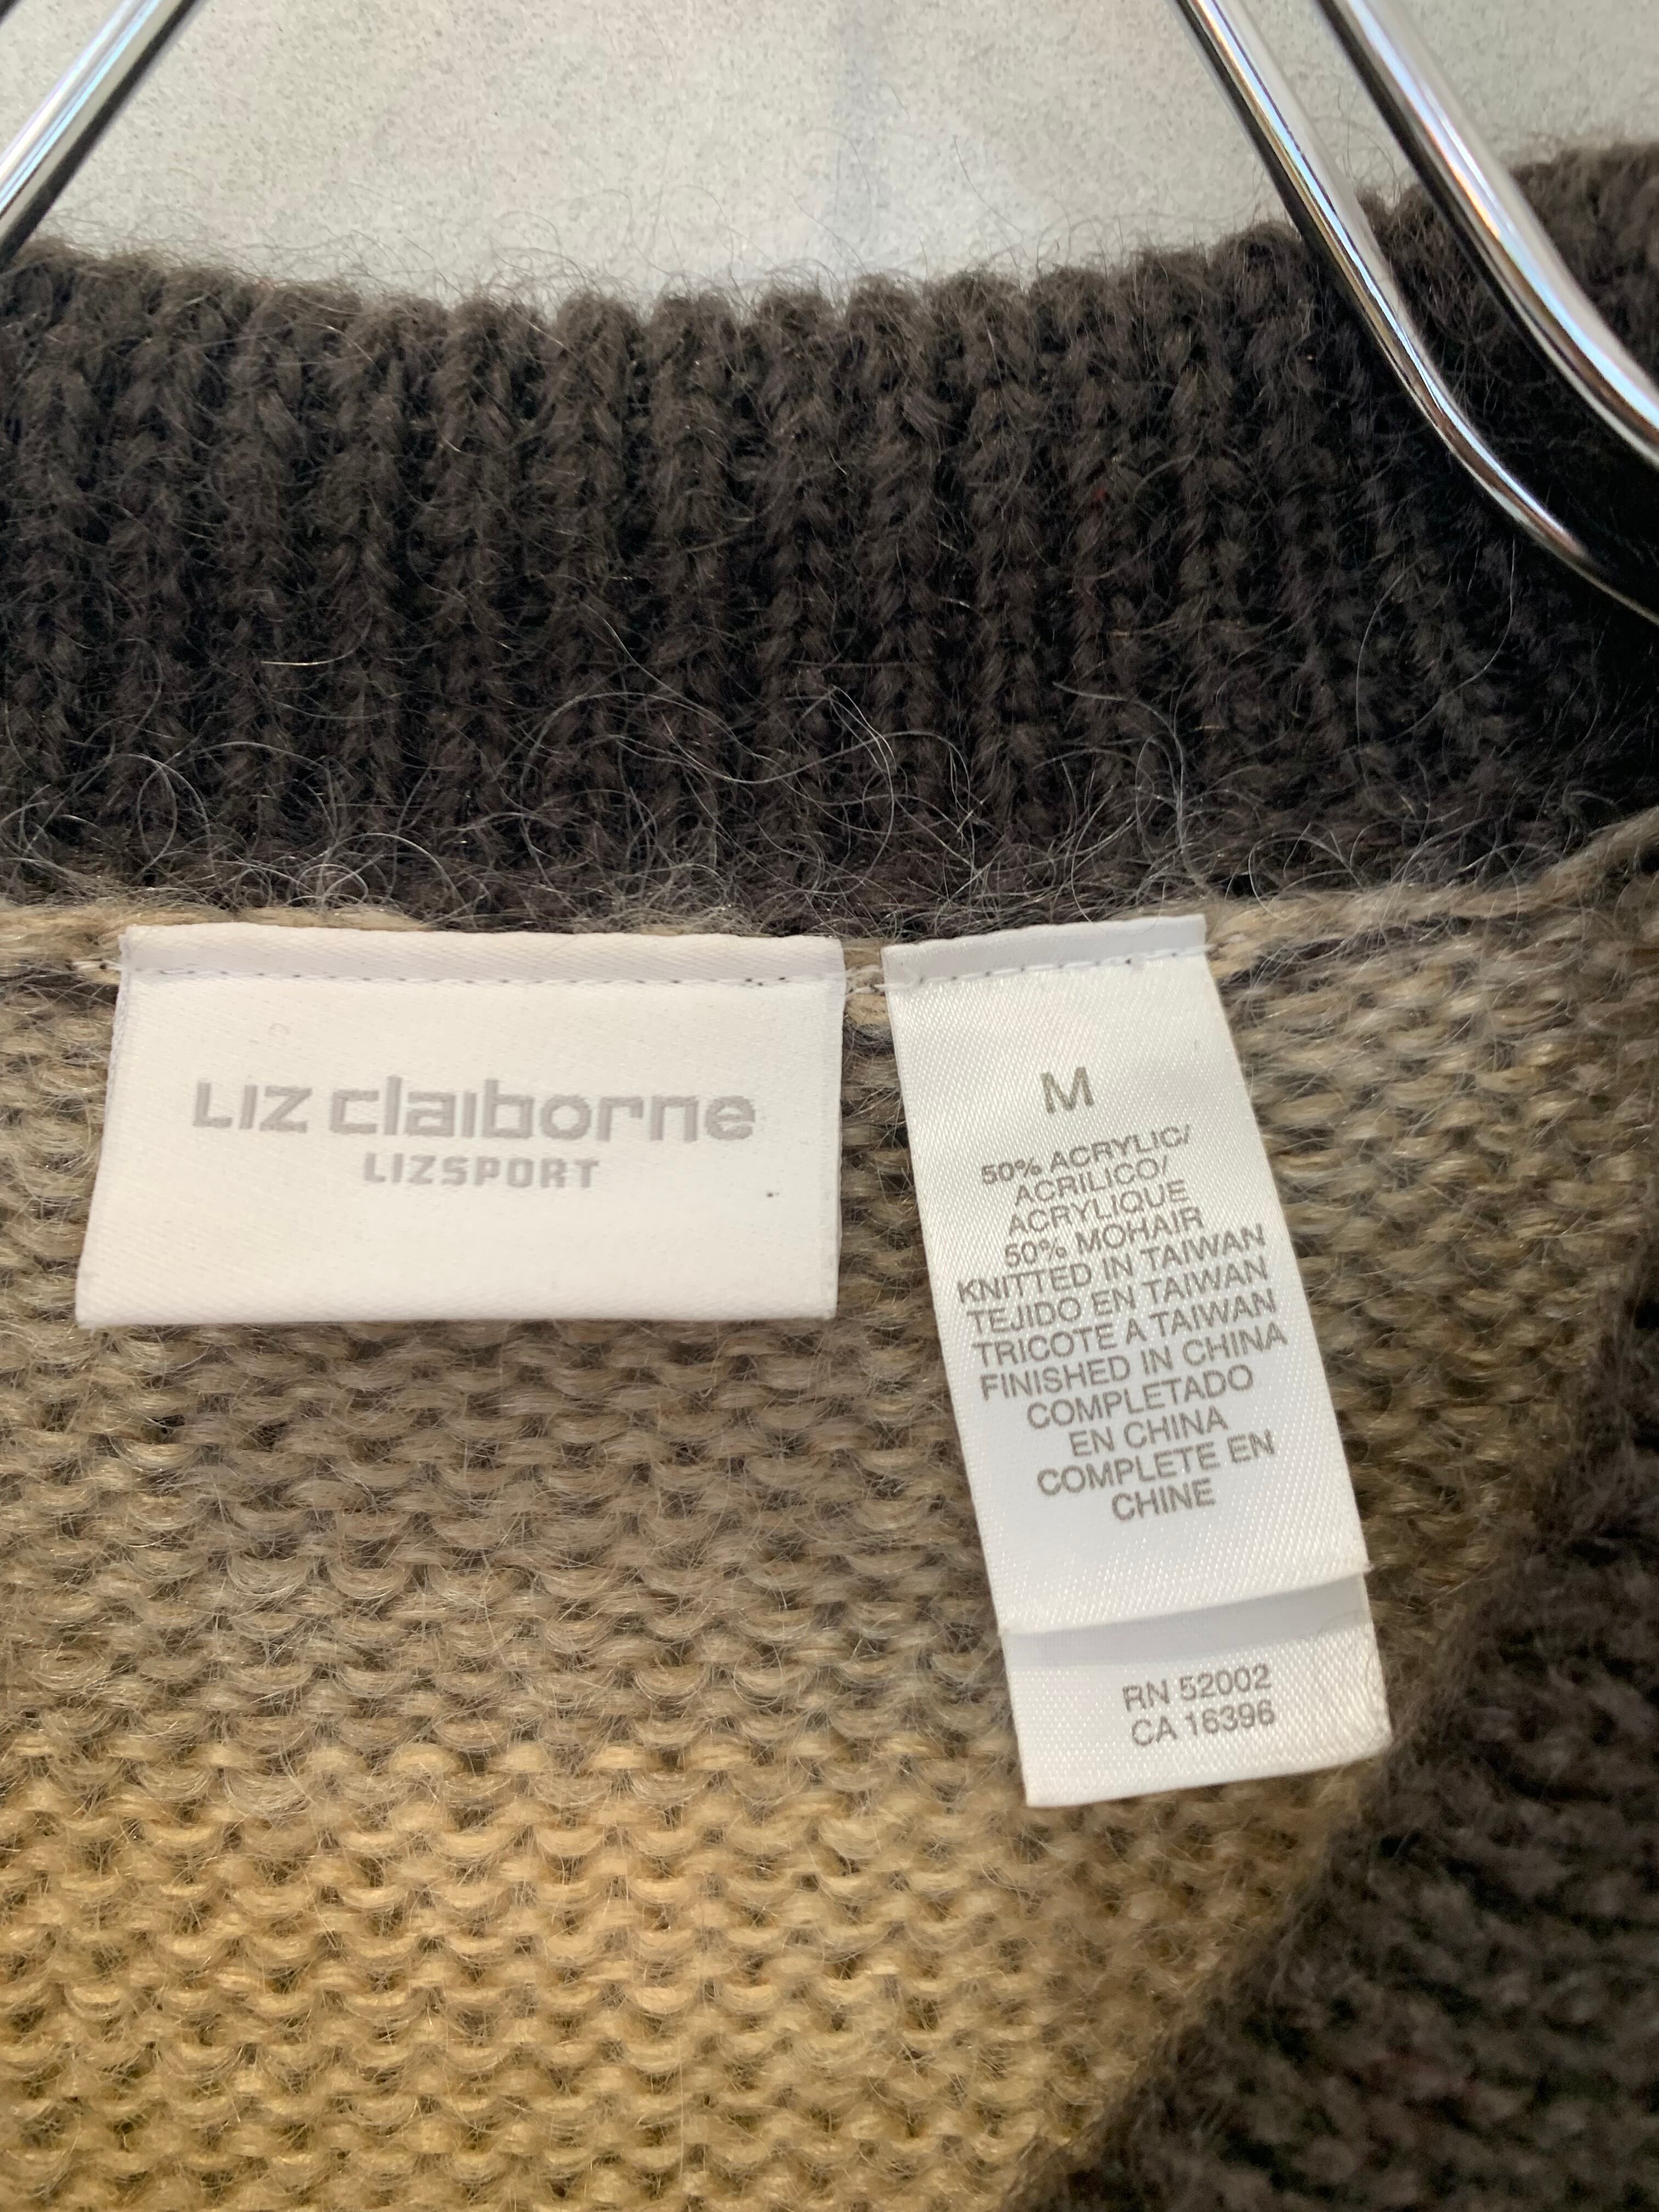 LIZ claiborne
LIZSPORT
M
50% ACRYLIC/
ACRILICO/
ACRYLIQUE
50% MOHAIR
KNITTED IN TAIWAN
TEJIDO EN TAIWAN
TRICOTE A TAIWAN
FINISHED IN CHINA
COMPLETADO
EN CHINA
COMPLETE EN
CHINE
RN 52002
CA 16396